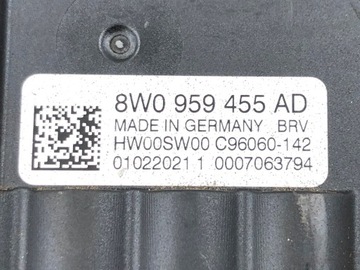 8W0 959 455 AD
MADE IN GERMANY BRV
HW00SW00 C96060-142
01022021 1 0007063794